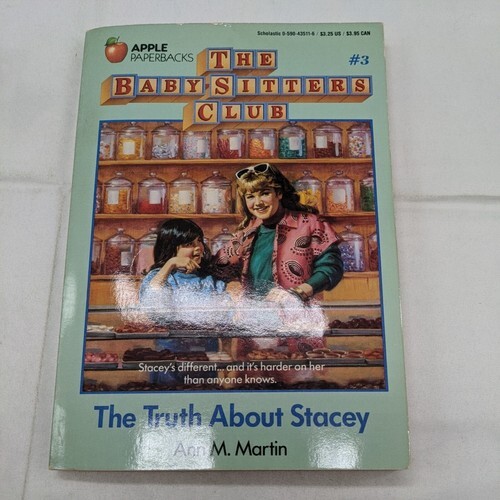 Scholastic 0-590-43511-6 / $3.25 US / $3.95 CAN
APPLE
PAPERBACKS
THE
BABY-SITTERS
CLUB
#3
Stacey's different... and it's harder on her
than anyone knows.
The Truth About Stacey
Ann M. Martin